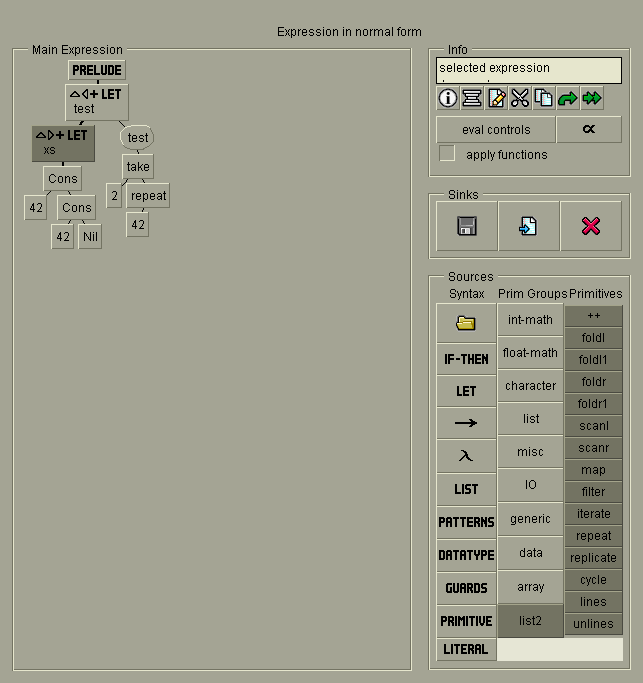 Expression in normal form
Main Expression
PRELUDE
LET
test
LET
xs
test
Cons
take
42
Cons
2
repeat
42
Nil
42
Info
selected expression
eval controls
α
apply functions
Sinks
Sources
Syntax
Prim Groups
Primitives
IF-THEN
LET
→
λ
LIST
PATTERNS
DATATYPE
GUARDS
PRIMITIVE
LITERAL
int-math
float-math
character
list
misc
IO
generic
data
array
list2
++
foldl
foldl1
foldr
foldr1
scanl
scanr
map
filter
iterate
repeat
replicate
cycle
lines
unlines